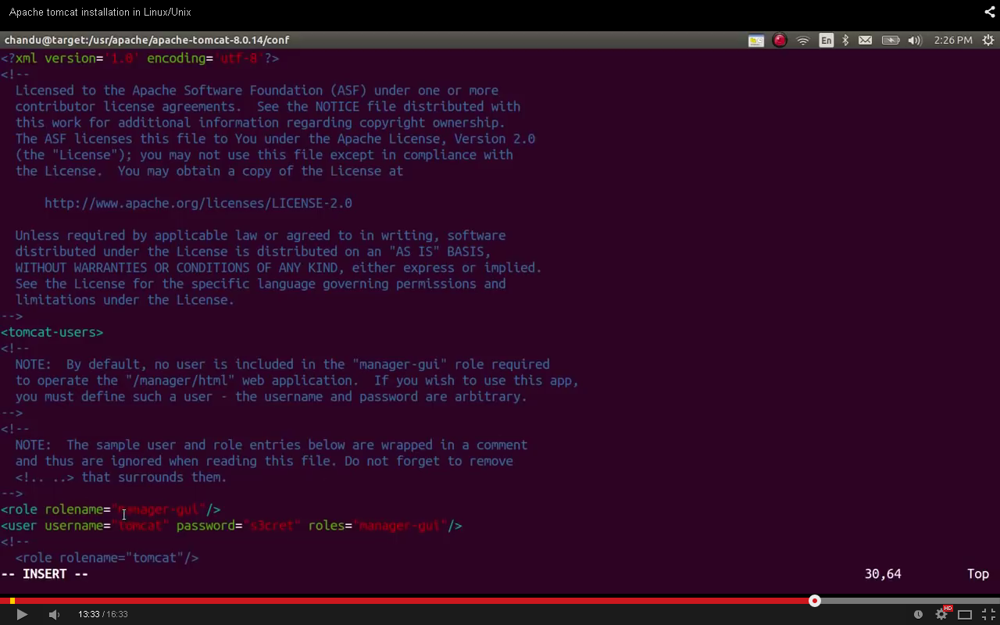 Apache tomcat installation in Linux/Unix
chandu@target:/usr/apache/apache-tomcat-8.0.14/conf
En
2:26 PM
<?xml version='1.0' encoding='utf-8'?>
<!--
Licensed to the Apache Software Foundation (ASF) under one or more
contributor license agreements.  See the NOTICE file distributed with
this work for additional information regarding copyright ownership.
The ASF licenses this file to You under the Apache License, Version 2.0
(the "License"); you may not use this file except in compliance with
the License.  You may obtain a copy of the License at
http://www.apache.org/licenses/LICENSE-2.0
Unless required by applicable law or agreed to in writing, software
distributed under the License is distributed on an "AS IS" BASIS,
WITHOUT WARRANTIES OR CONDITIONS OF ANY KIND, either express or implied.
See the License for the specific language governing permissions and
limitations under the License.
-->
<tomcat-users>
<!--
NOTE:  By default, no user is included in the "manager-gui" role required
to operate the "/manager/html" web application.  If you wish to use this app,
you must define such a user - the username and password are arbitrary.
-->
<!--
NOTE:  The sample user and role entries below are wrapped in a comment
and thus are ignored when reading this file. Do not forget to remove
<!.. ..> that surrounds them.
-->
<role rolename="manager-gui"/>
<user username="tomcat" password="s3cret" roles="manager-gui"/>
<!--
<role rolename="tomcat"/>
-- INSERT --
30,64
Top
13:33 / 16:33
HD